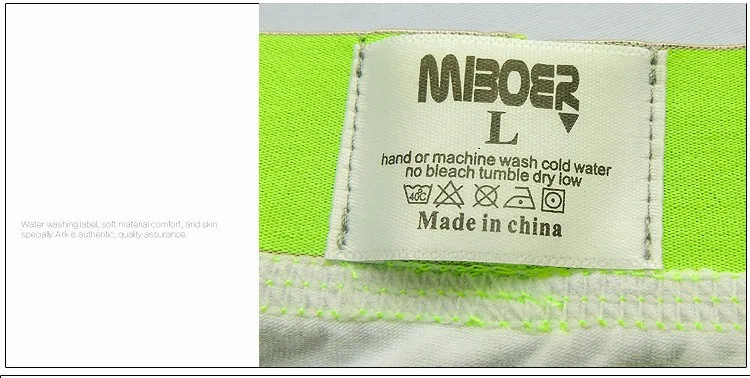 Water washing label, soft material comfort, and skin.
specially Ark is authentic, quality assurance.
MIBOER
L
hand or machine wash cold water
no bleach tumble dry low
40C
Made in china